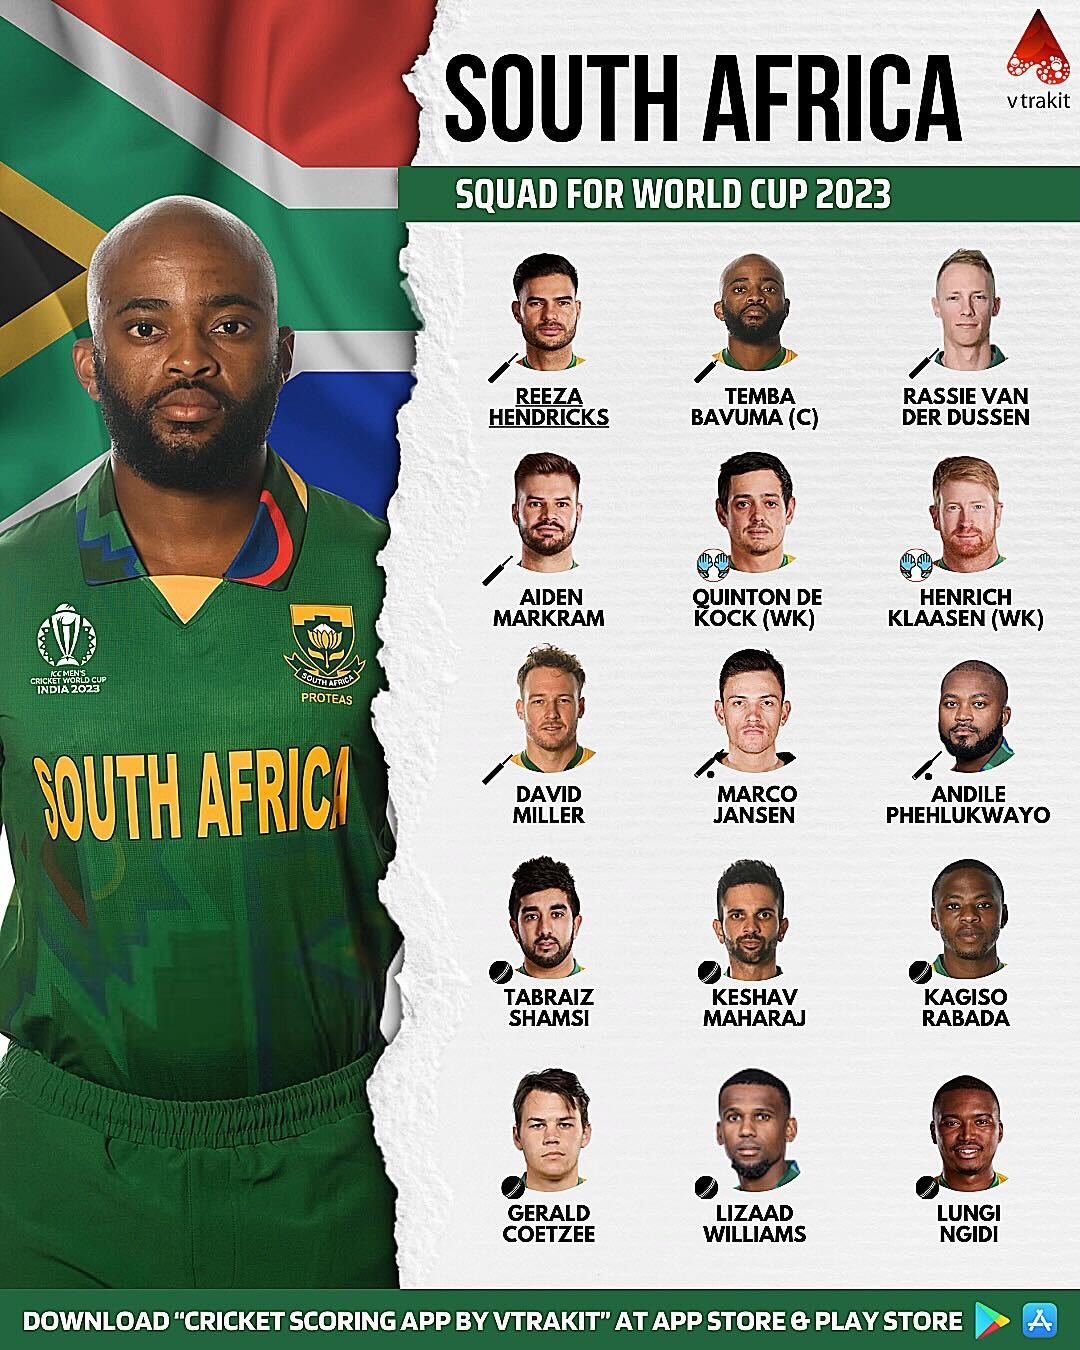 SOUTH AFRICA
vtrakit
SQUAD FOR WORLD CUP 2023
REEZA
HENDRICKS
TEMBA
BAVUMA (C)
RASSIE VAN
DER DUSSEN
AIDEN
MARKRAM
QUINTON DE
KOCK (WK)
HENRICH
KLAASEN (WK)
DAVID
MILLER
MARCO
JANSEN
ANDILE
PHEHLUKWAYO
TABRAIZ
SHAMSI
KESHAV
MAHARAJ
KAGISO
RABADA
GERALD
COETZEE
LIZAAD
WILLIAMS
LUNGI
NGIDI
ICC MEN'S
CRICKET WORLD CUP
INDIA 2023
SOUTH AFRICA
PROTEAS
SOUTH AFRICA
DOWNLOAD “CRICKET SCORING APP BY VTRAKIT” AT APP STORE & PLAY STORE